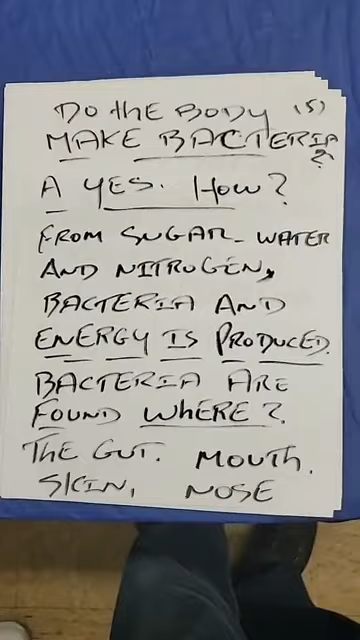 DO the BODY (5)
MAKE BACTERIA?
A YES. HOW?
FROM SUGAR- WATER
AND NITROGEN,
BACTERIA AND
ENERGY IS PRODUCED.
BACTERIA ARE
FOUND WHERE?
THE GUT. MOUTH.
SKIN, NOSE